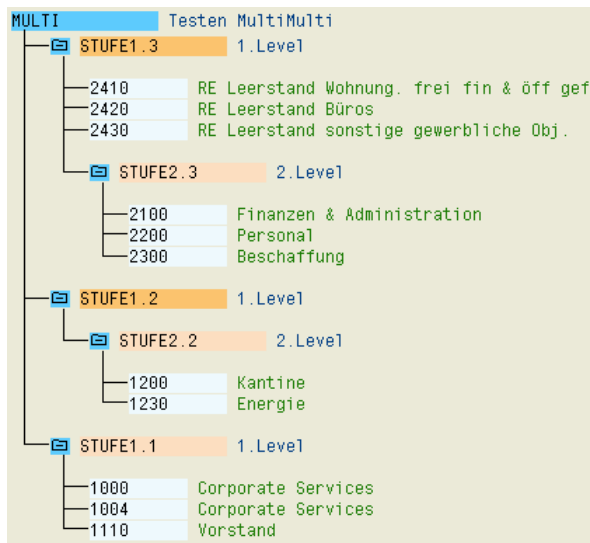 MULTI Testen MultiMulti
STUFE1.3 1.Level
2410 RE Leerstand Wohnung. frei fin & öff gef
2420 RE Leerstand Büros
2430 RE Leerstand sonstige gewerbliche Obj.
STUFE2.3 2.Level
2100 Finanzen & Administration
2200 Personal
2300 Beschaffung
STUFE1.2 1.Level
STUFE2.2 2.Level
1200 Kantine
1230 Energie
STUFE1.1 1.Level
1000 Corporate Services
1004 Corporate Services
1110 Vorstand